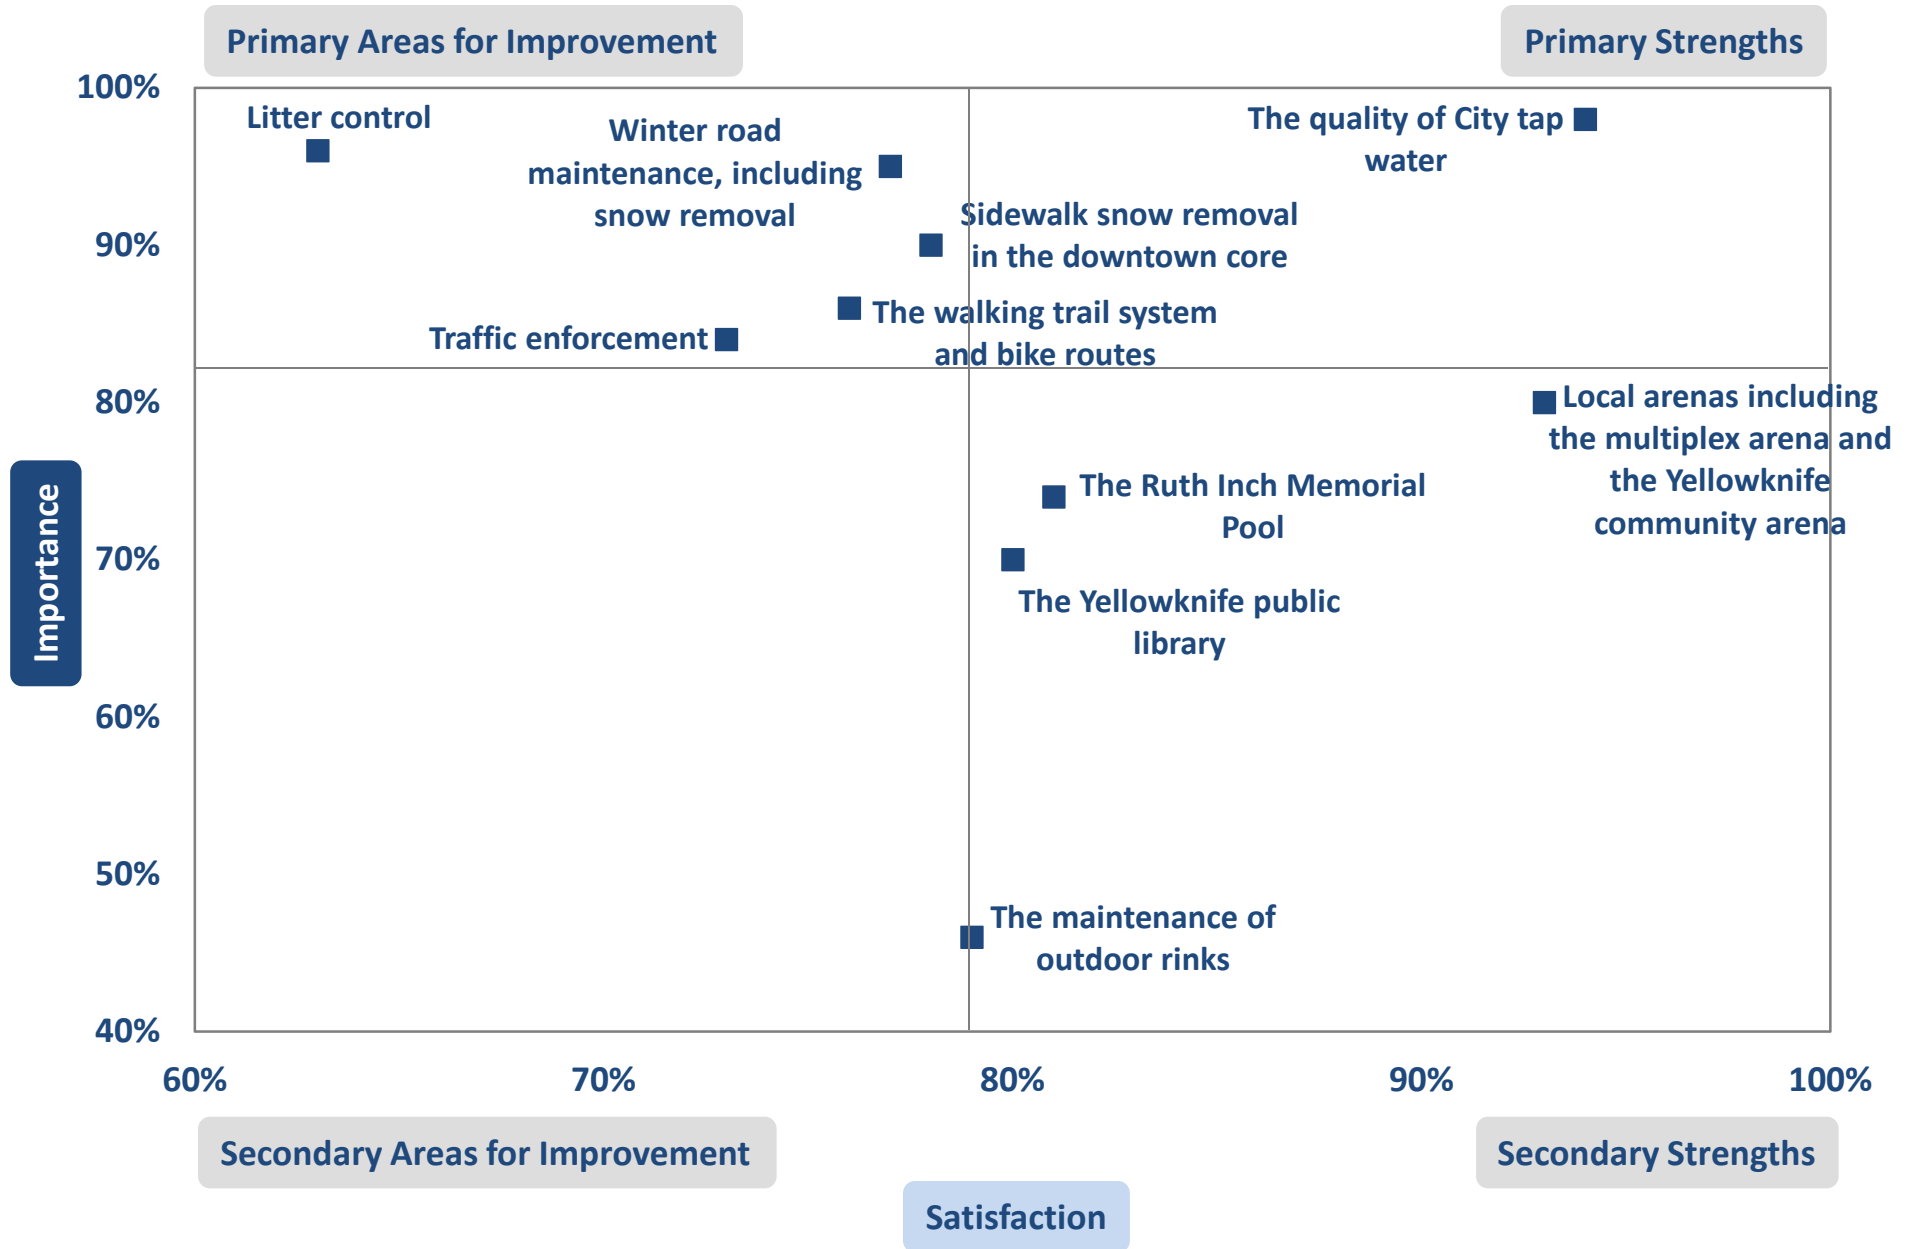 Primary Areas for Improvement
Primary Strengths
100%
Litter control
Winter road
maintenance, including
snow removal
The quality of City tap
water
Sidewalk snow removal
in the downtown core
90%
The walking trail system
and bike routes
Traffic enforcement
80%
Local arenas including
the multiplex arena and
the Yellowknife
community arena
The Ruth Inch Memorial
Pool
Importance
70%
The Yellowknife public
library
60%
50%
The maintenance of
outdoor rinks
40%
60%
70%
80%
90%
100%
Secondary Areas for Improvement
Secondary Strengths
Satisfaction